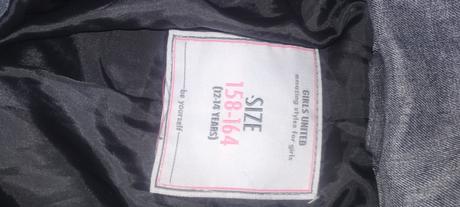 GIRLS UNITED
amazing styles for girls
SIZE
158-164
(12-14 YEARS)
be yourself